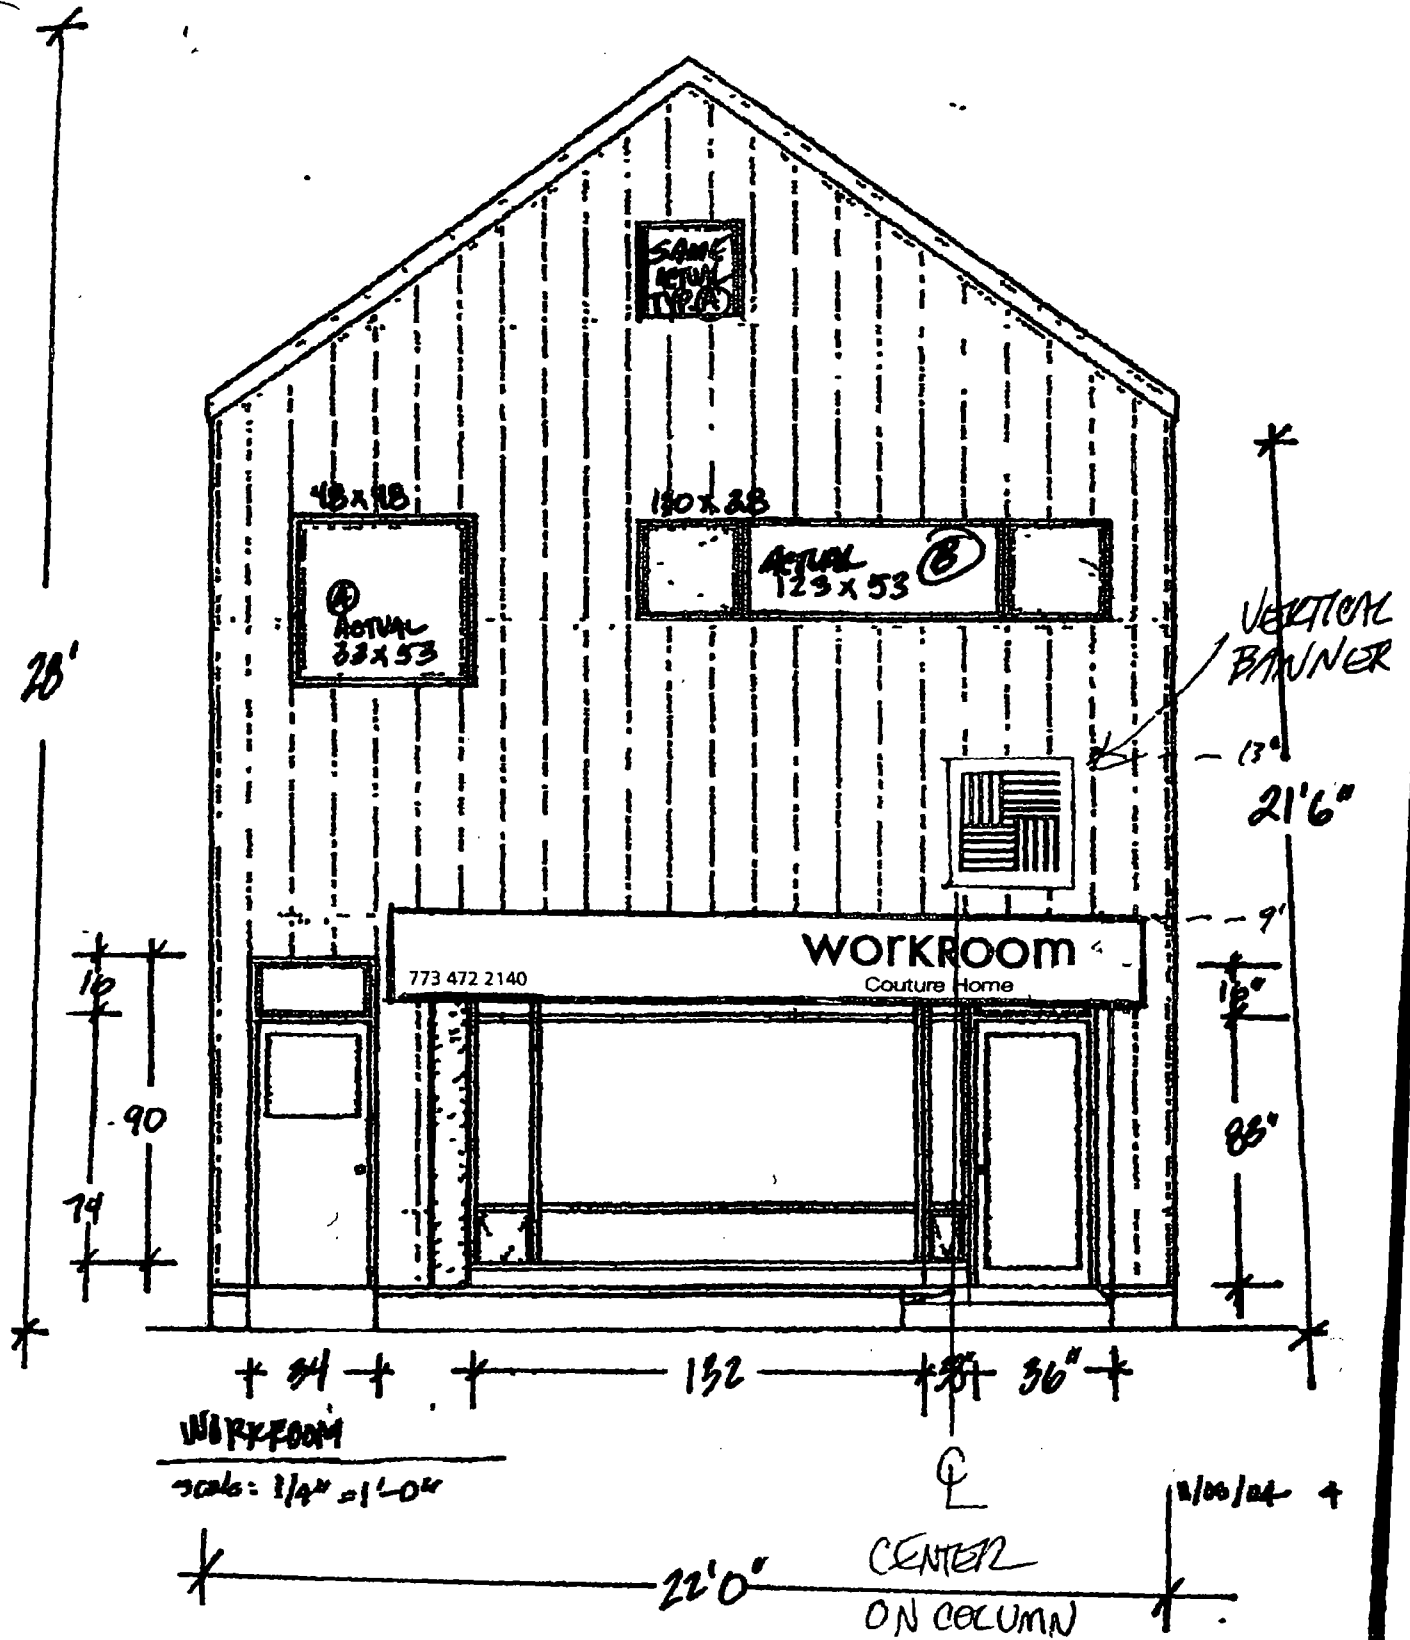 SAME
ACTUAL
TYP. A
48 x 48
A
ACTUAL
33 x 53
110 x 28
ACTUAL
123 x 53
B
VERTICAL
BANNER
28'
13'
21'6"
9'
WORKROOM
773 472 2140
Couture Home
16
90
74
16"
88"
34
132
36"
WORKROOM
scale: 1/4" = 1'-0"
CL
CENTER
ON COLUMN
22'0"